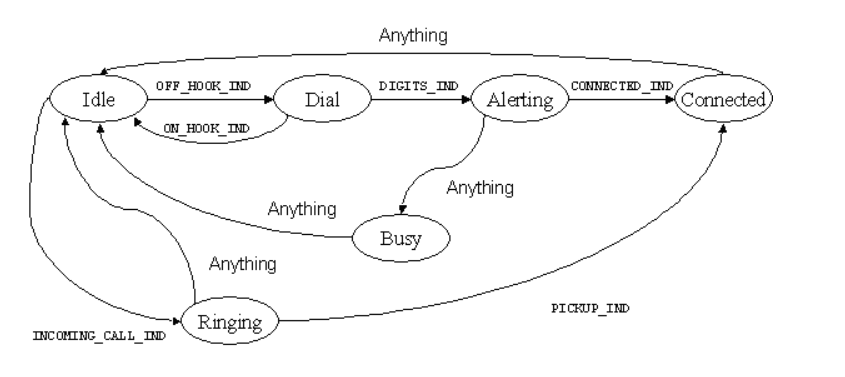 Anything
OFF_HOOK_IND
DIGITS_IND
CONNECTED_IND
Idle
Dial
Alerting
Connected
ON_HOOK_IND
Anything
Anything
Busy
Anything
PICKUP_IND
Ringing
INCOMING_CALL_IND